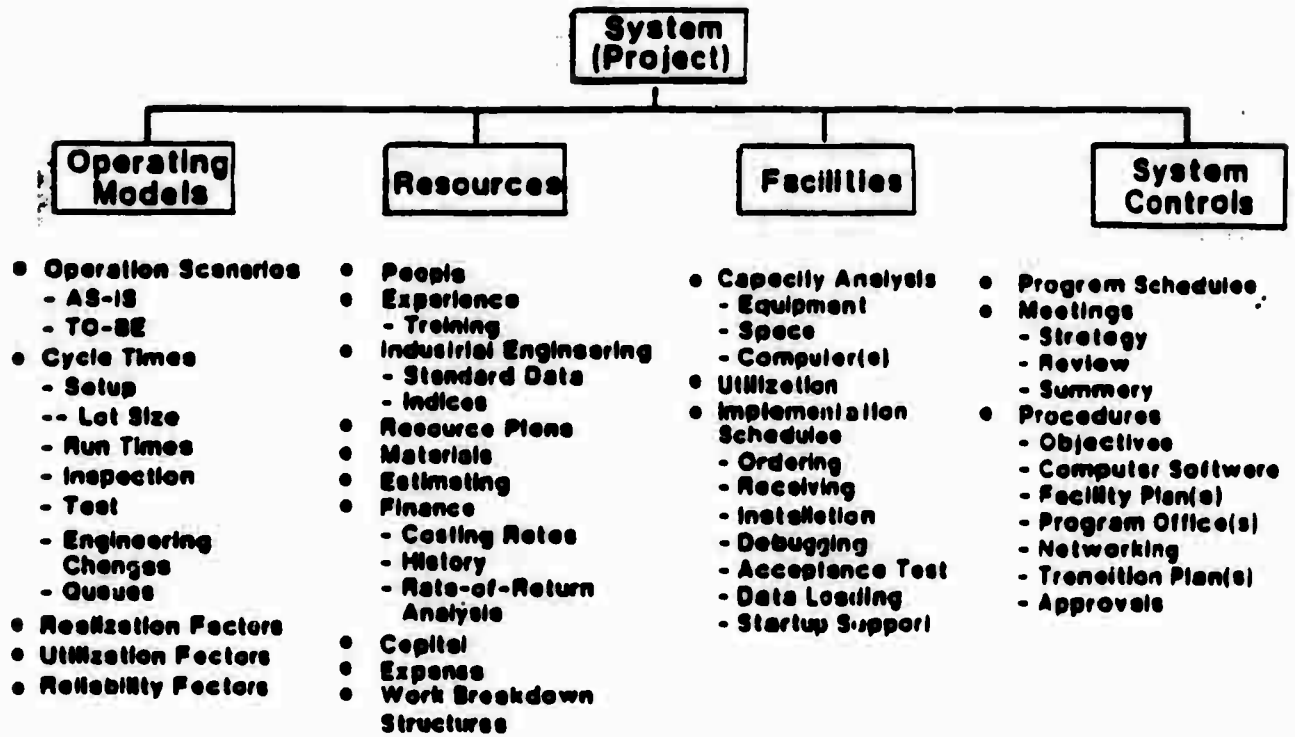 System
(Project)
Operating
Models
Resources
Facilities
System
Controls
● Operation Scenarios
- AS-IS
- TO-BE
● Cycle Times
- Setup
-- Lot Size
- Run Times
- Inspection
- Test
- Engineering
Changes
- Queues
● Realization Factors
● Utilization Factors
● Reliability Factors
● People
● Experience
- Training
● Industrial Engineering
- Standard Data
- Indices
● Resource Plans
● Materials
● Estimating
● Finance
- Costing Rates
- History
- Rate-of-Return
Analysis
● Capital
● Expense
● Work Breakdown
Structures
● Capacity Analysis
- Equipment
- Space
- Computer(s)
● Utilization
● Implementation
Schedules
- Ordering
- Receiving
- Installation
- Debugging
- Acceptance Test
- Data Loading
- Startup Support
● Program Schedules
● Meetings
- Strategy
- Review
- Summary
● Procedures
- Objectives
- Computer Software
- Facility Plan(s)
- Program Office(s)
- Networking
- Transition Plan(s)
- Approvals